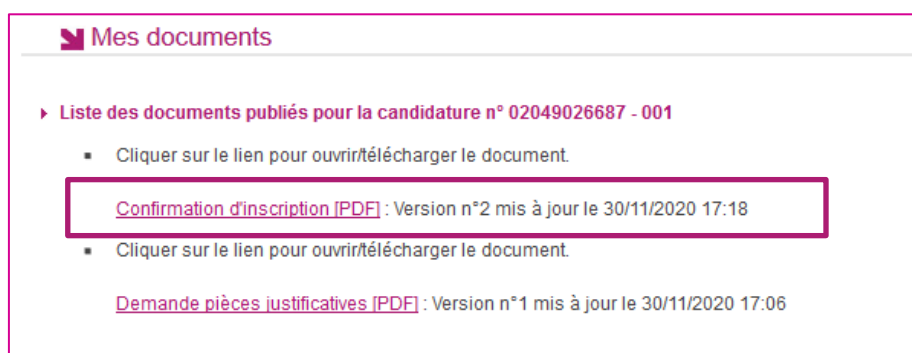 Mes documents
Liste des documents publiés pour la candidature n° 02049026687 - 001
Cliquer sur le lien pour ouvrir/télécharger le document.
Confirmation d'inscription [PDF] : Version n°2 mis à jour le 30/11/2020 17:18
Cliquer sur le lien pour ouvrir/télécharger le document.
Demande pièces justificatives [PDF] : Version n°1 mis à jour le 30/11/2020 17:06